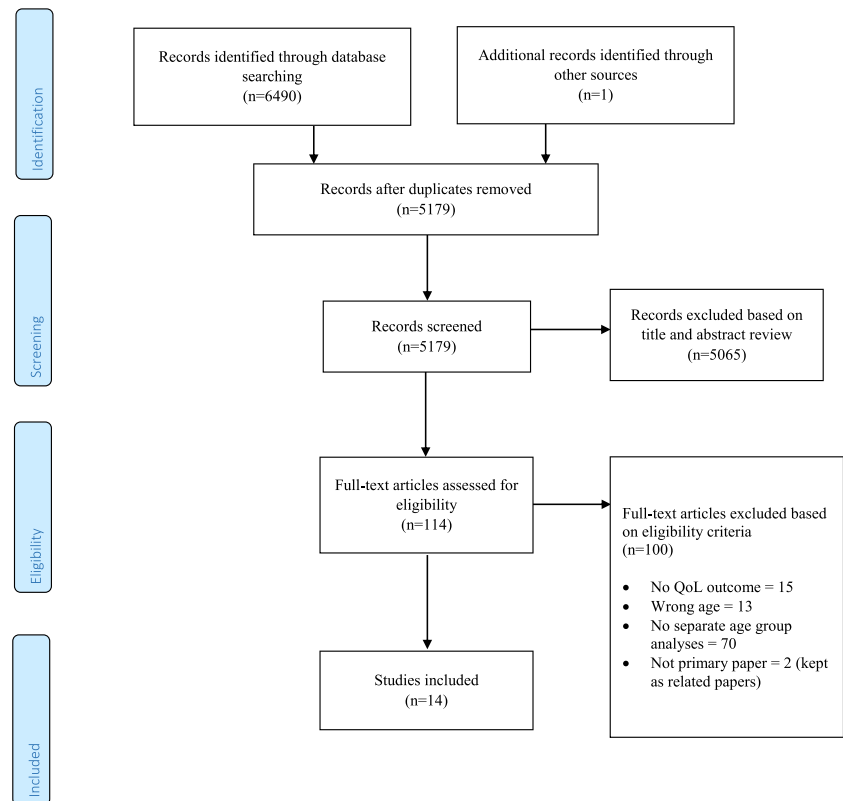 Identification
Records identified through database
searching
(n=6490)
Additional records identified through
other sources
(n=1)
Records after duplicates removed
(n=5179)
Screening
Records screened
(n=5179)
Records excluded based on
title and abstract review
(n=5065)
Eligibility
Full-text articles assessed for
eligibility
(n=114)
Full-text articles excluded based
on eligibility criteria
(n=100)
• No QoL outcome = 15
• Wrong age = 13
• No separate age group
analyses = 70
• Not primary paper = 2 (kept
as related papers)
Included
Studies included
(n=14)